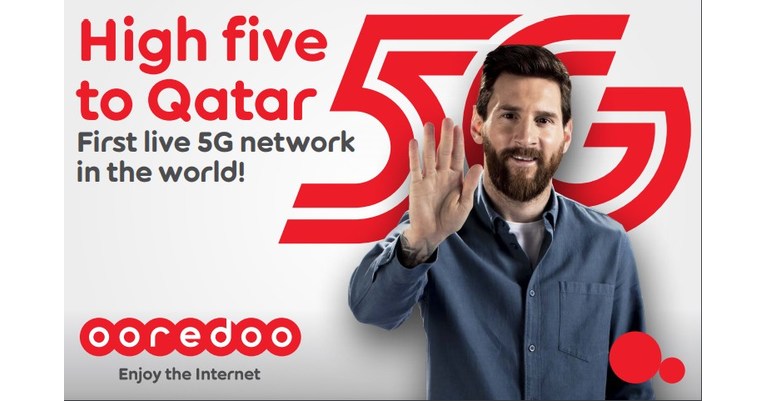 High five
to Qatar
First live 5G network
in the world!
5G
ooredoo
Enjoy the Internet